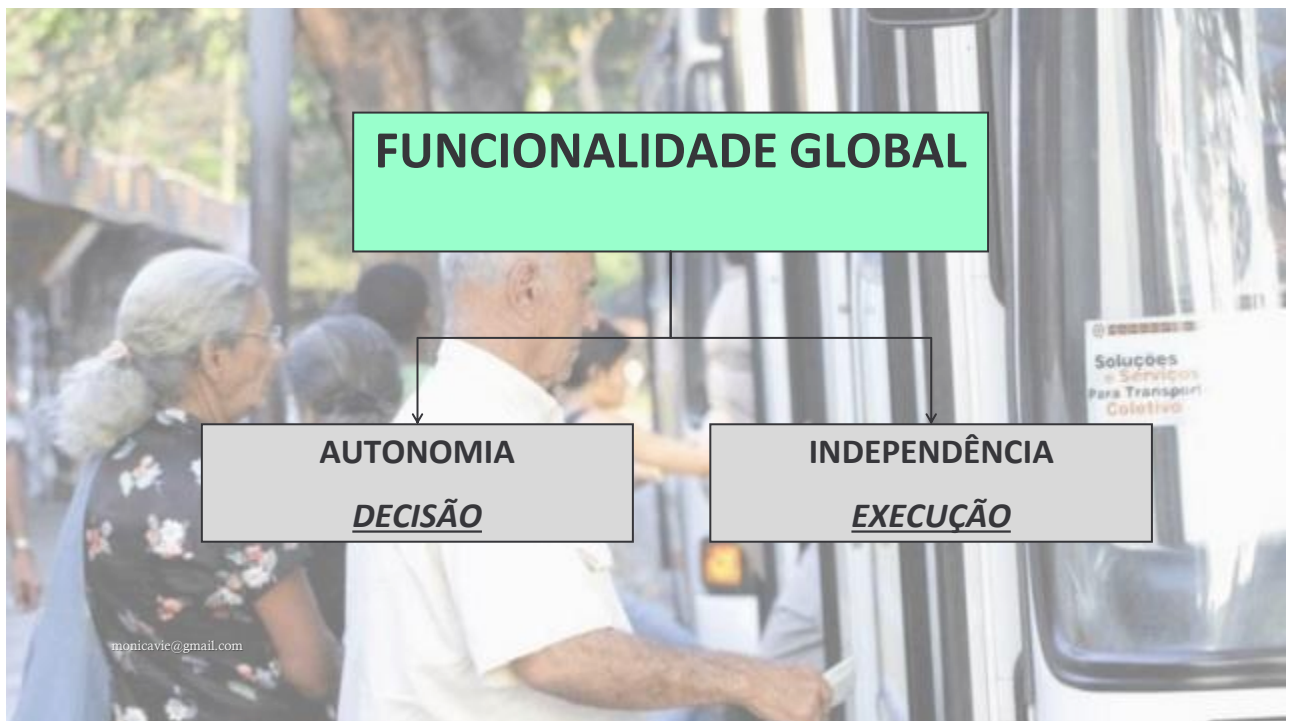 FUNCIONALIDADE GLOBAL
AUTONOMIA
DECISÃO
INDEPENDÊNCIA
EXECUÇÃO
Soluções
e Serviços
Para Transport
Coletivo
monicavie@gmail.com